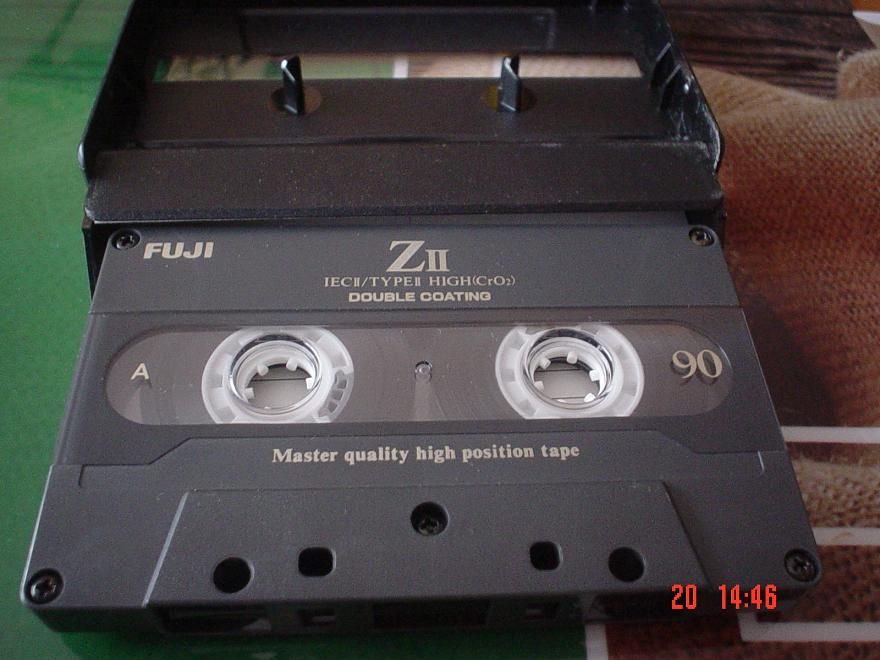 FUJI
ZII
IECII/TYPEII HIGH(CrO₂)
DOUBLE COATING
A
90
Master quality high position tape
20 14:46